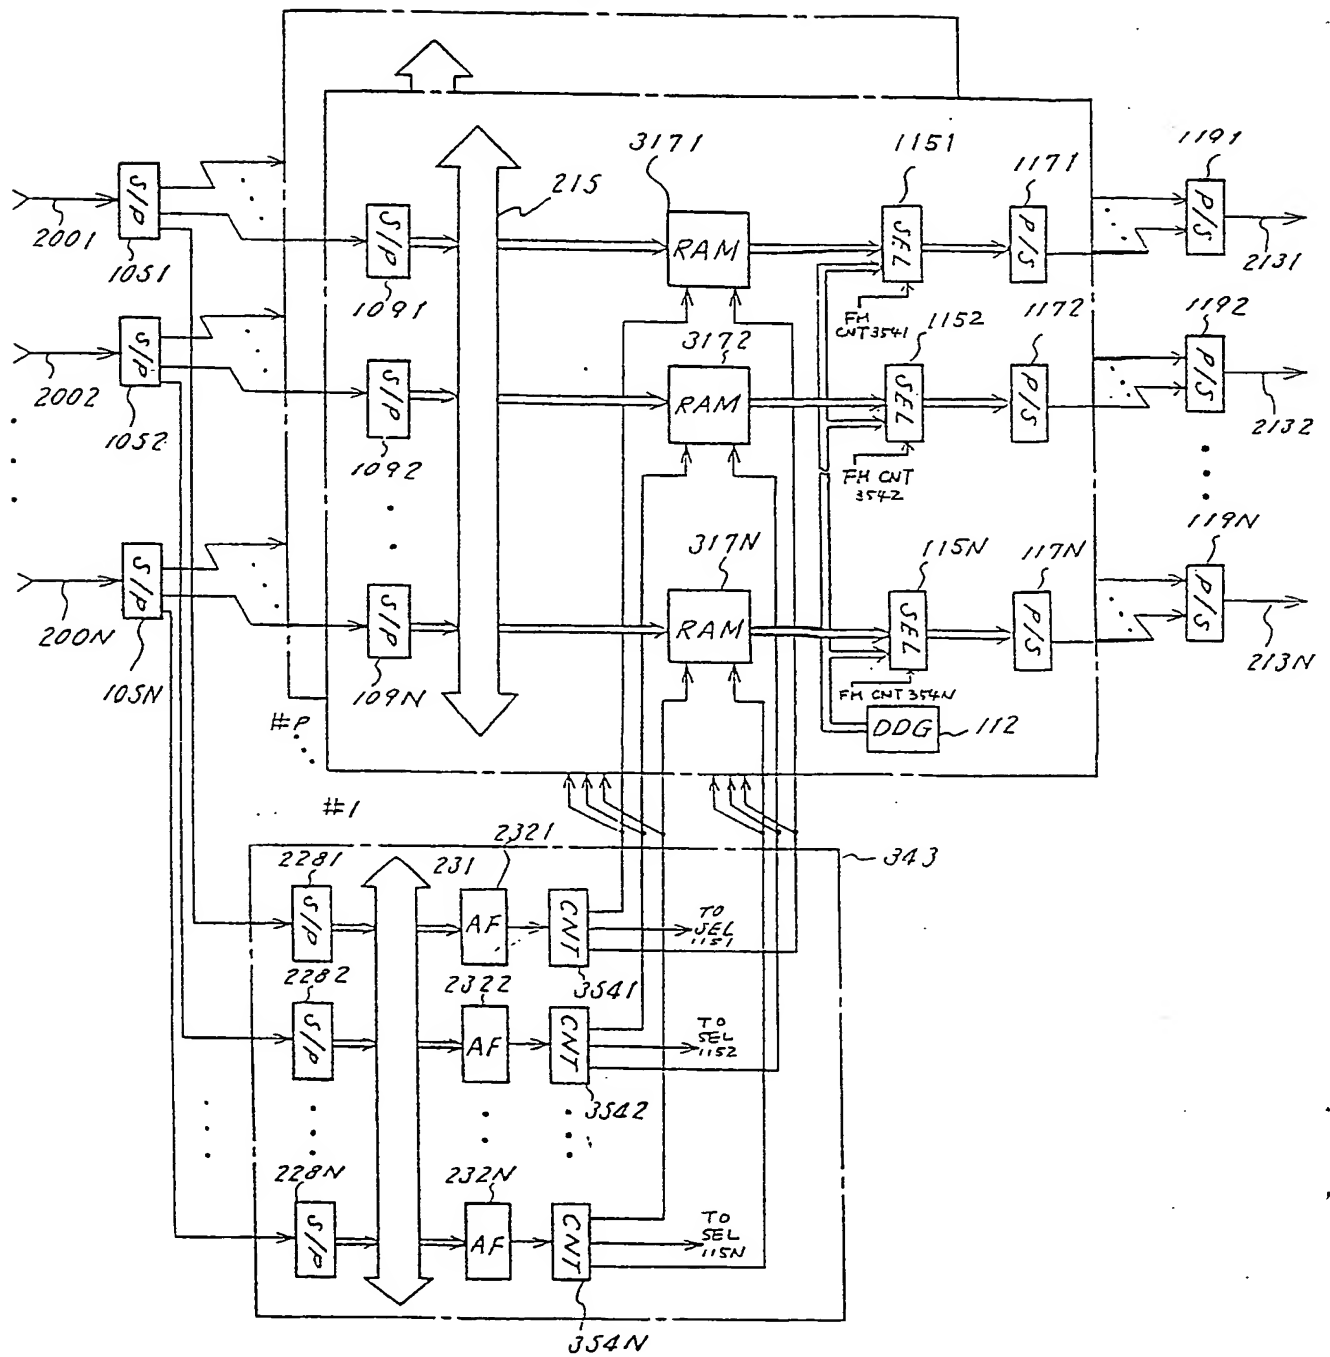 3171
1151
1171
1191
S/P
2001
1051
215
S/P
1091
RAM
SEL
P/S
P/S
2131
FH
CNT 3541
3172
1152
1172
1192
S/P
2002
1052
S/P
1092
RAM
SEL
P/S
P/S
2132
FH CNT
3542
317N
115N
117N
119N
S/P
200N
105N
S/P
109N
RAM
SEL
P/S
P/S
213N
FH CNT 354N
DDG
112
#P
#1
343
2281
231
2321
S/P
AF
CNT
TO
SEL
1151
3541
2282
2322
S/P
AF
CNT
TO
SEL
1152
3542
228N
232N
S/P
AF
CNT
TO
SEL
115N
354N